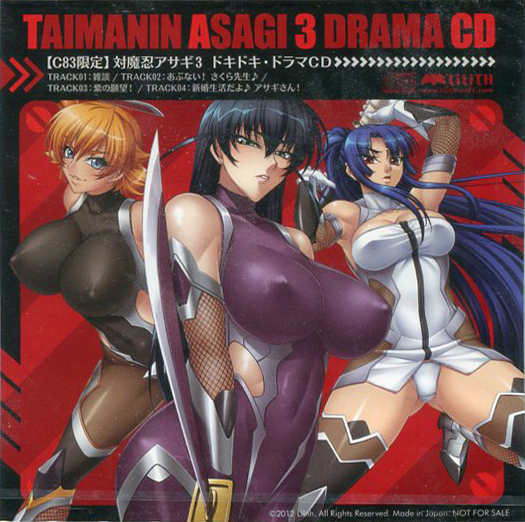 TAIMANIN ASAGI 3 DRAMA CD
【C83限定】対魔忍アサギ3 ドキドキ・ドラマCD
TRACK01：雑談 / TRACK02：あぶない！ さくら先生♪ /
TRACK03：紫の願望！ / TRACK04：新婚生活だよ♪ アサギさん！
LiLiTH
©2012 Lilith. All Rights Reserved. Made in Japan. NOT FOR SALE.